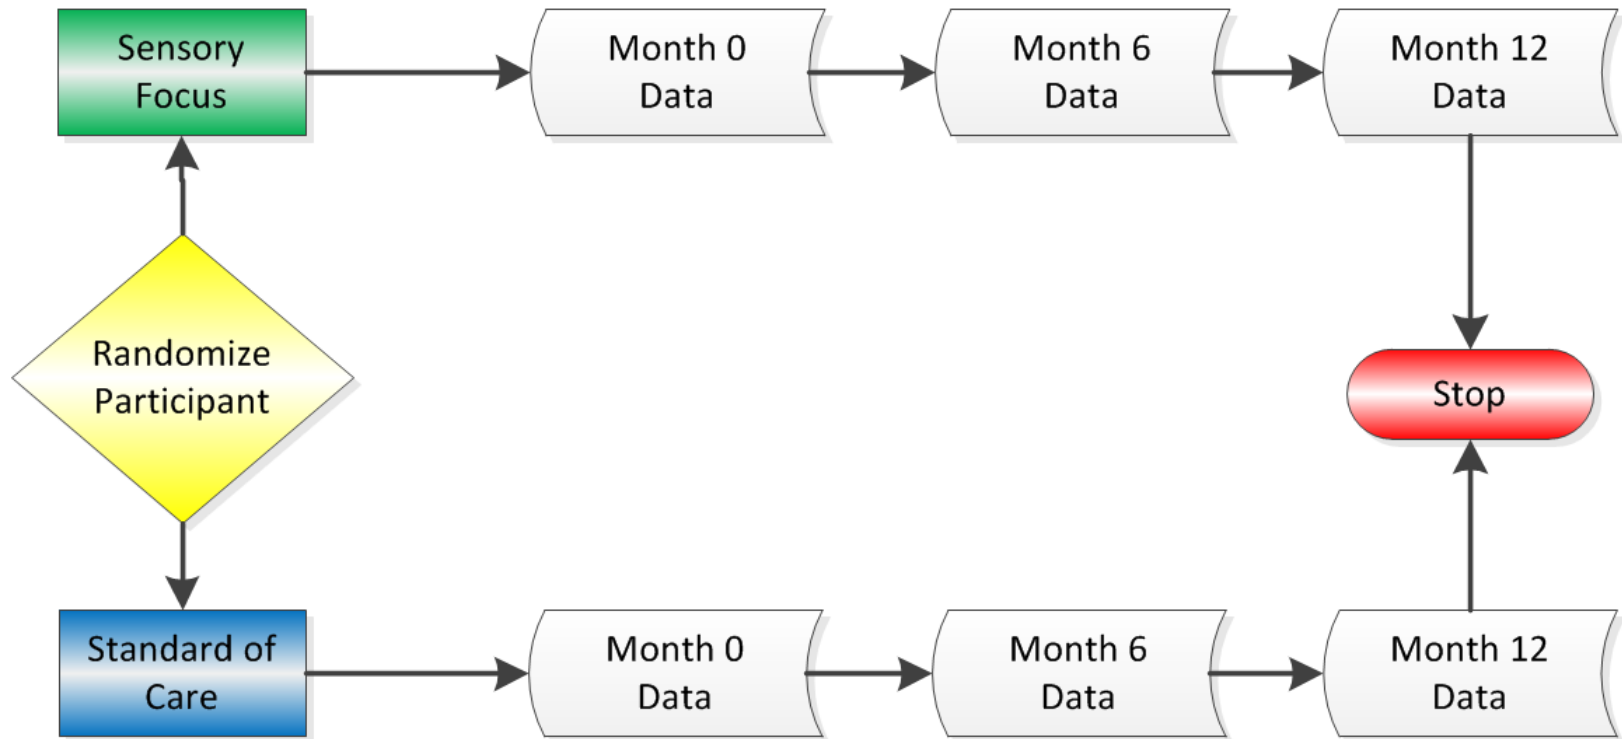 Sensory
Focus
Month 0
Data
Month 6
Data
Month 12
Data
Randomize
Participant
Stop
Standard of
Care
Month 0
Data
Month 6
Data
Month 12
Data